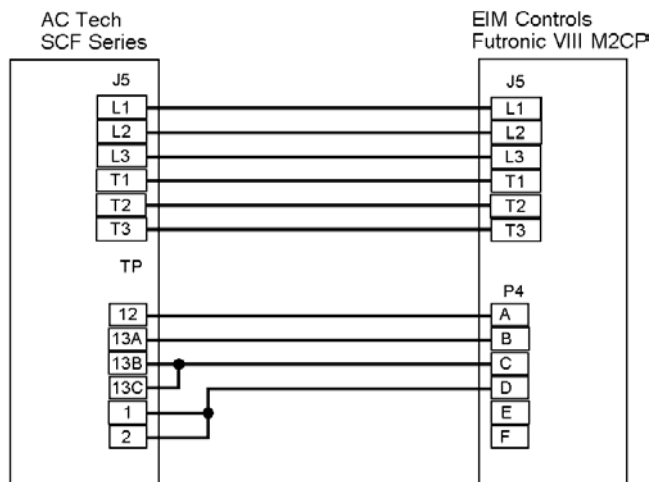 AC Tech
SCF Series
EIM Controls
Futronic VIII M2CP
J5
L1
L2
L3
T1
T2
T3
TP
12
13A
13B
13C
1
2
J5
L1
L2
L3
T1
T2
T3
P4
A
B
C
D
E
F